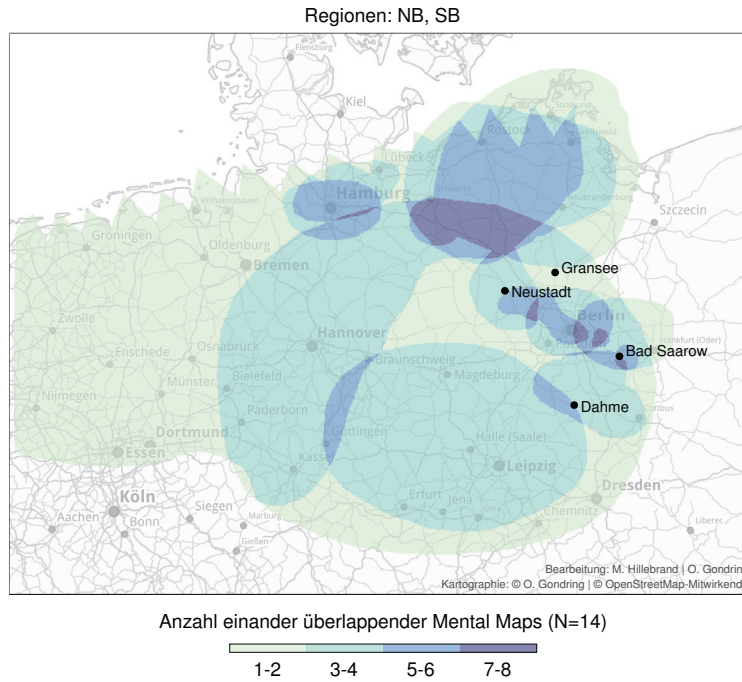 Regionen: NB, SB
Flensburg
Kiel
Stralsund
Rostock
Greifswald
Lübeck
Hamburg
Schwerin
Neubrandenburg
Wilhelmshaven
Szczecin
Groningen
Oldenburg
Bremen
Gransee
Neustadt
Berlin
Zwolle
Hannover
Frankfurt (Oder)
Enschede
Osnabrück
Braunschweig
Bad Saarow
Bielefeld
Magdeburg
Nijmegen
Münster
Dahme
Paderborn
Cottbus
Dortmund
Göttingen
Essen
Halle (Saale)
Kassel
Leipzig
Dresden
Köln
Siegen
Erfurt
Jena
Gera
Chemnitz
Aachen
Bonn
Marburg
Gießen
Liberec
Bearbeitung: M. Hillebrand | O. Gondrin
Kartographie: © O. Gondring | © OpenStreetMap-Mitwirkend
Anzahl einander überlappender Mental Maps (N=14)
1-2 3-4 5-6 7-8